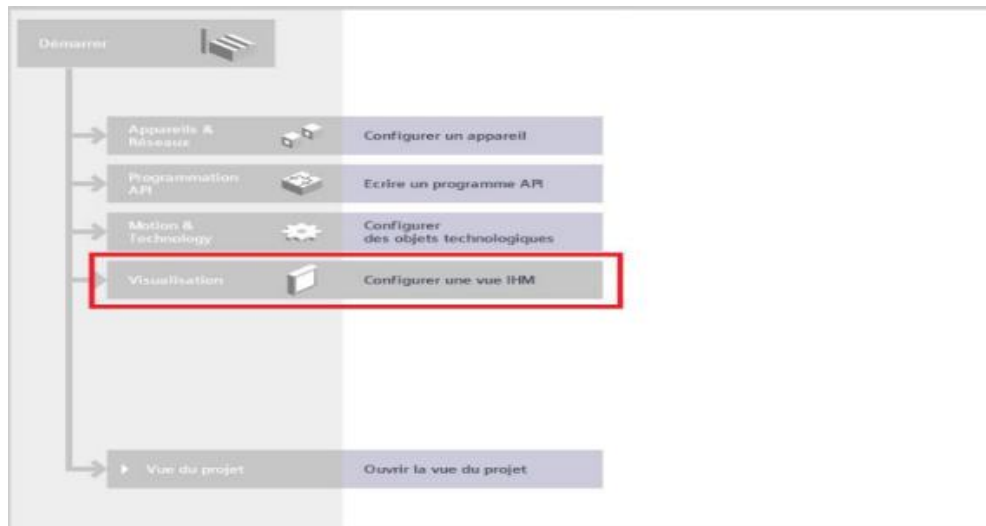 Démarrer
Appareils &
Réseaux
Configurer un appareil
Programmation
API
Ecrire un programme API
Motion &
Technology
Configurer
des objets technologiques
Visualisation
Configurer une vue IHM
Vue du projet
Ouvrir la vue du projet